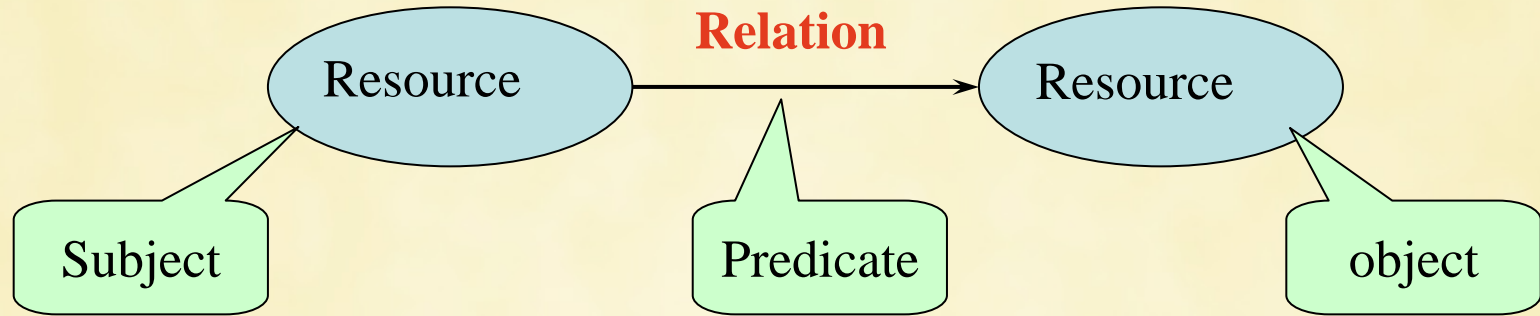 Relation
Resource
Resource
Subject
Predicate
object